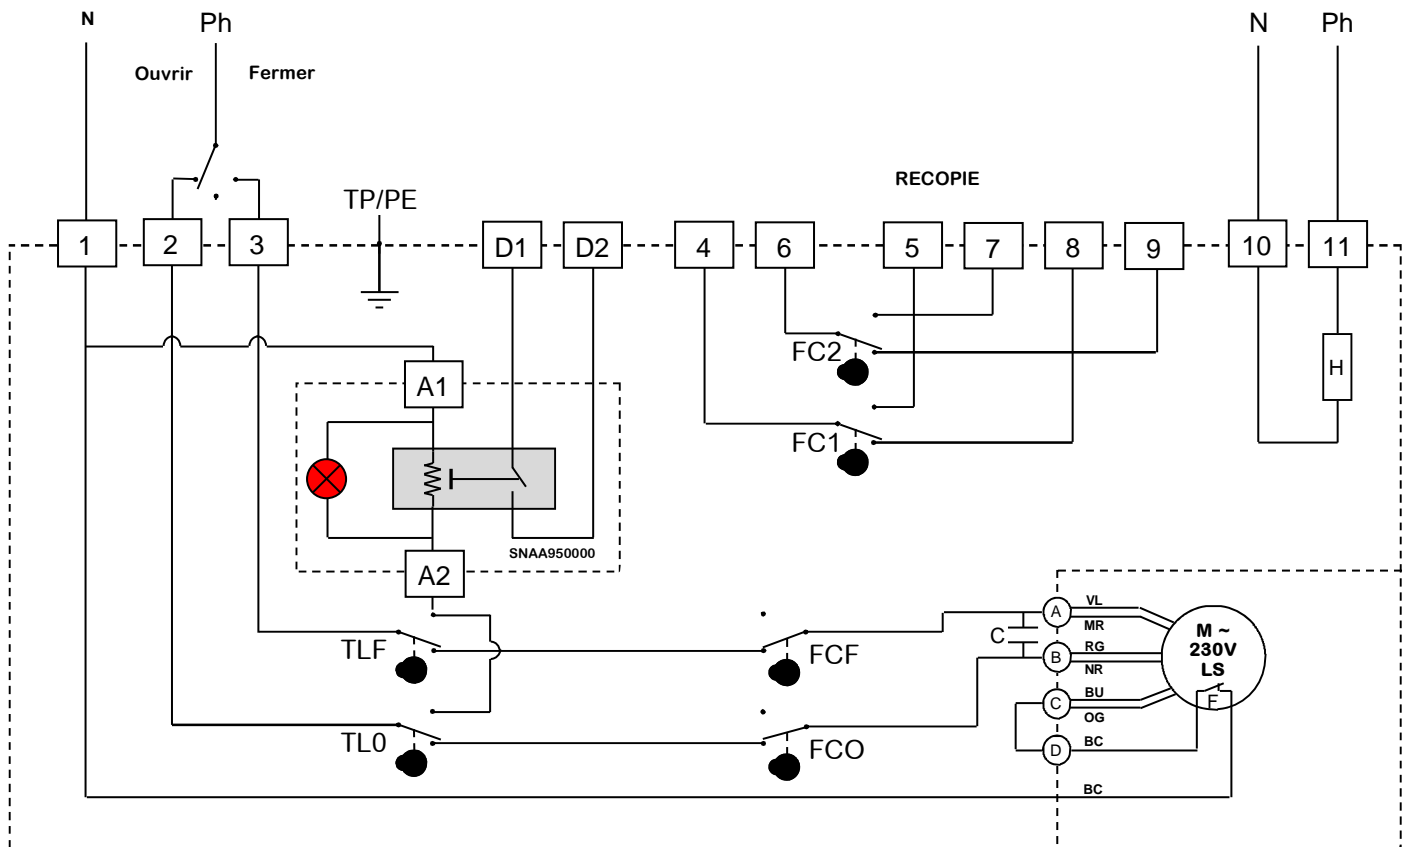 N
Ph
N
Ph
Ouvrir
Fermer
RECOPIE
TP/PE
1
2
3
D1
D2
4
6
5
7
8
9
10
11
FC2
H
A1
FC1
SNAA950000
A2
TLF
FCF
C
A
VL
MR
B
RG
NR
M ~
230V
LS
F
C
BU
OG
TL0
FCO
D
BC
BC